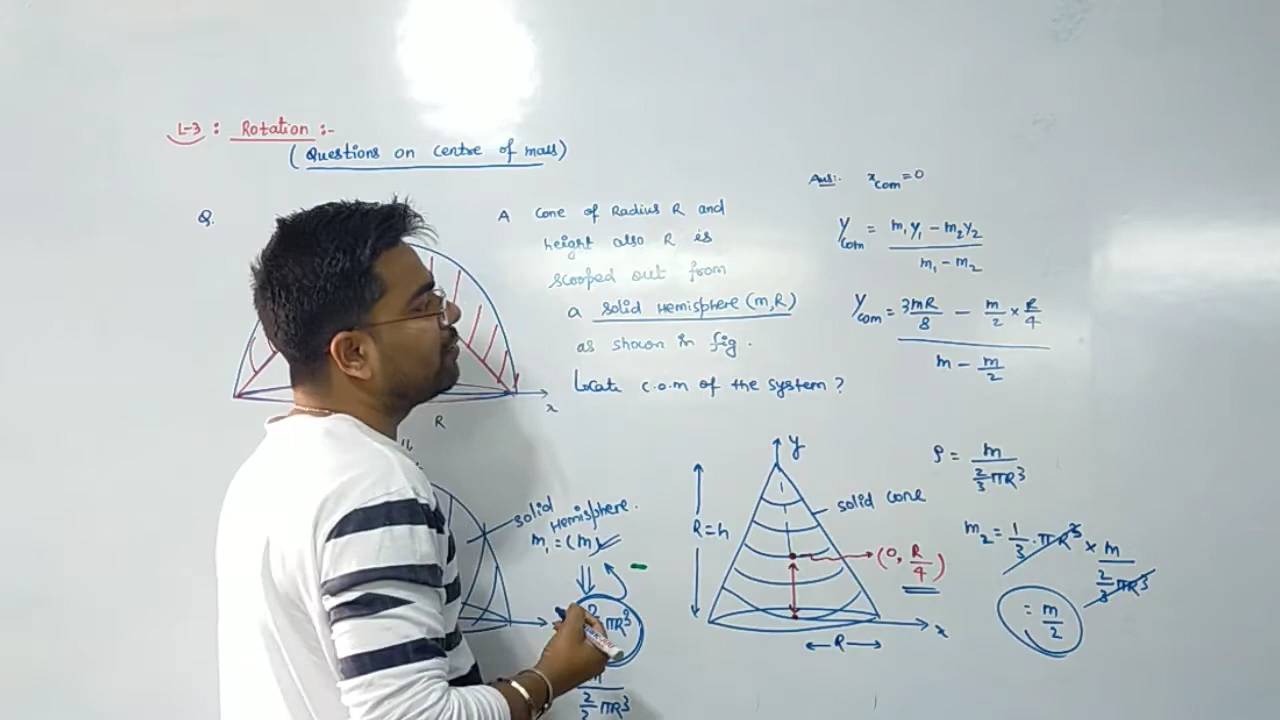 L-3 : Rotation :-
(Questions on centre of mass)
Q.
A cone of Radius R and
height also R is
scooped out from
a solid Hemisphere (m,R)
as shown in fig.
Locate c.o.m of the system ?
x
R
Ans:. x_com = 0
y_com = m₁y₁ - m₂y₂
m₁ - m₂
y_com = 3mR/8 - m/2 × R/4
m - m/2
solid
Hemisphere.
m₁ = (m)
πR³
2/3 πR³
y
solid cone
R=h
(0, R/4)
x
R
ρ = m / 2/3 πR³
m₂ = 1/3 . πR³ × m / 2/3 πR³
= m/2